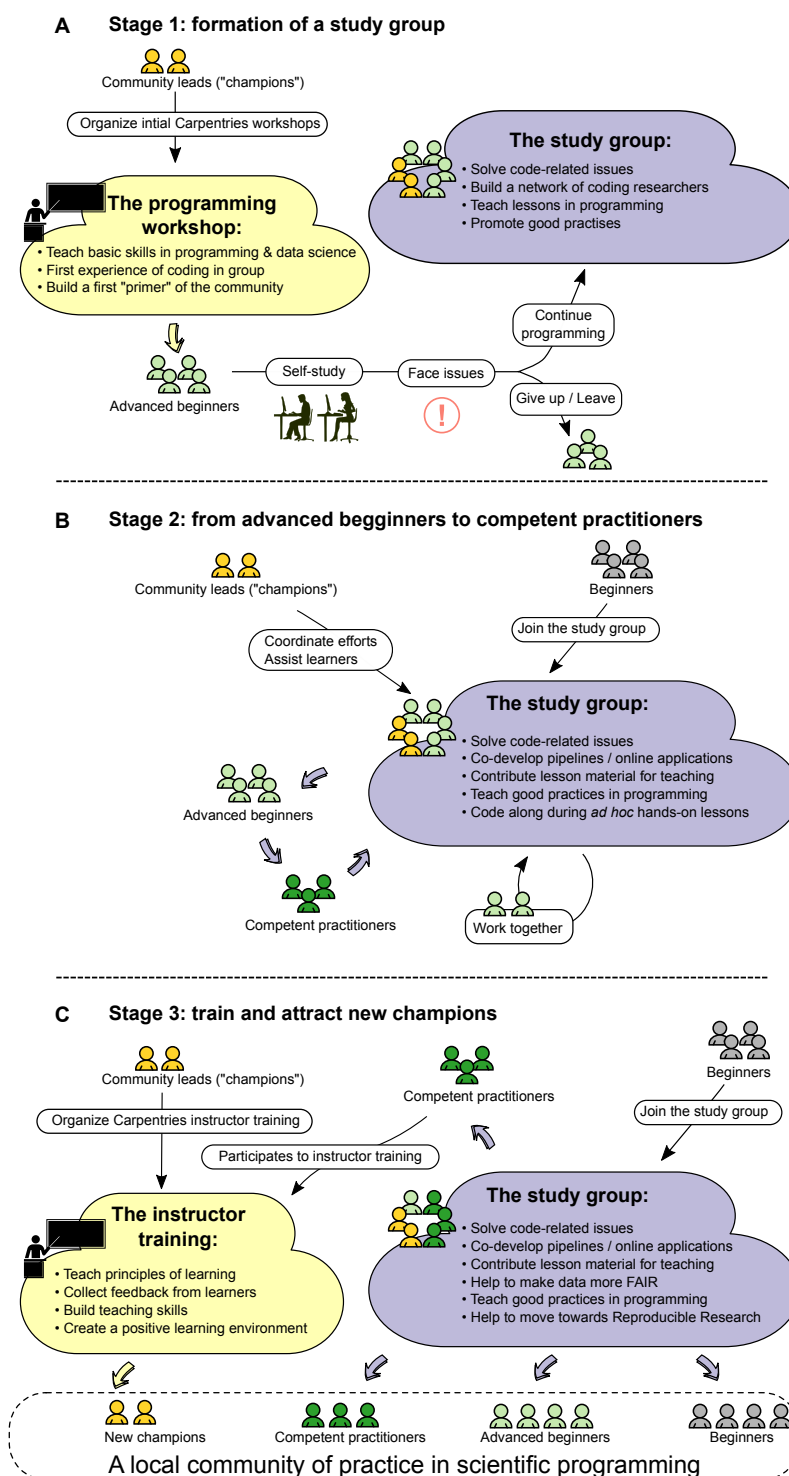 A Stage 1: formation of a study group
Community leads ("champions")
Organize intial Carpentries workshops
The programming
workshop:
• Teach basic skills in programming & data science
• First experience of coding in group
• Build a first "primer" of the community
The study group:
• Solve code-related issues
• Build a network of coding researchers
• Teach lessons in programming
• Promote good practises
Advanced beginners
Self-study
Face issues
!
Continue
programming
Give up / Leave
B Stage 2: from advanced begginners to competent practitioners
Community leads ("champions")
Beginners
Coordinate efforts
Assist learners
Join the study group
The study group:
• Solve code-related issues
• Co-develop pipelines / online applications
• Contribute lesson material for teaching
• Teach good practices in programming
• Code along during ad hoc hands-on lessons
Advanced beginners
Competent practitioners
Work together
C Stage 3: train and attract new champions
Community leads ("champions")
Competent practitioners
Beginners
Organize Carpentries instructor training
Participates to instructor training
Join the study group
The instructor
training:
• Teach principles of learning
• Collect feedback from learners
• Build teaching skills
• Create a positive learning environment
The study group:
• Solve code-related issues
• Co-develop pipelines / online applications
• Contribute lesson material for teaching
• Help to make data more FAIR
• Teach good practices in programming
• Help to move towards Reproducible Research
New champions
Competent practitioners
Advanced beginners
Beginners
A local community of practice in scientific programming